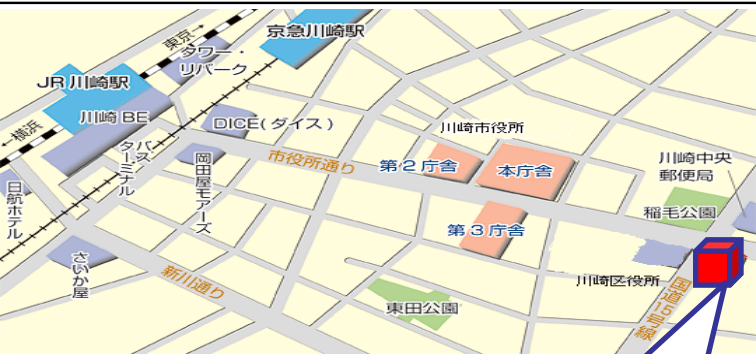 東京→
タワー・
リパーク
京急川崎駅
JR 川崎駅
川崎 BE
←横浜
DICE( ダイス )
バス
ターミナル
岡田屋モアーズ
日航ホテル
さいか屋
市役所通り
新川通り
川崎市役所
第２庁舎
本庁舎
第３庁舎
川崎中央
郵便局
稲毛公園
川崎区役所
東田公園
国道15号線